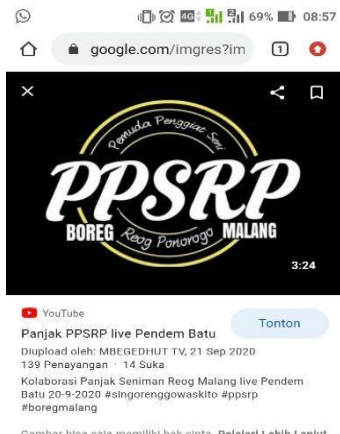 4G 69% 08:57
google.com/imgres?im 1
Pemuda Penggiat Seni
PPSRP
BOREG MALANG
Reog Ponorogo
3:24
YouTube
Panjak PPSRP live Pendem Batu
Tonton
Diupload oleh: MBEGEDHUT TV, 21 Sep 2020
139 Penayangan · 14 Suka
Kolaborasi Panjak Seniman Reog Malang live Pendem
Batu 20-9-2020 #singorenggowaskito #ppsrp
#boregmalang
Gambar bisa saja memiliki hak cipta. Pelajari Lebih Lanjut